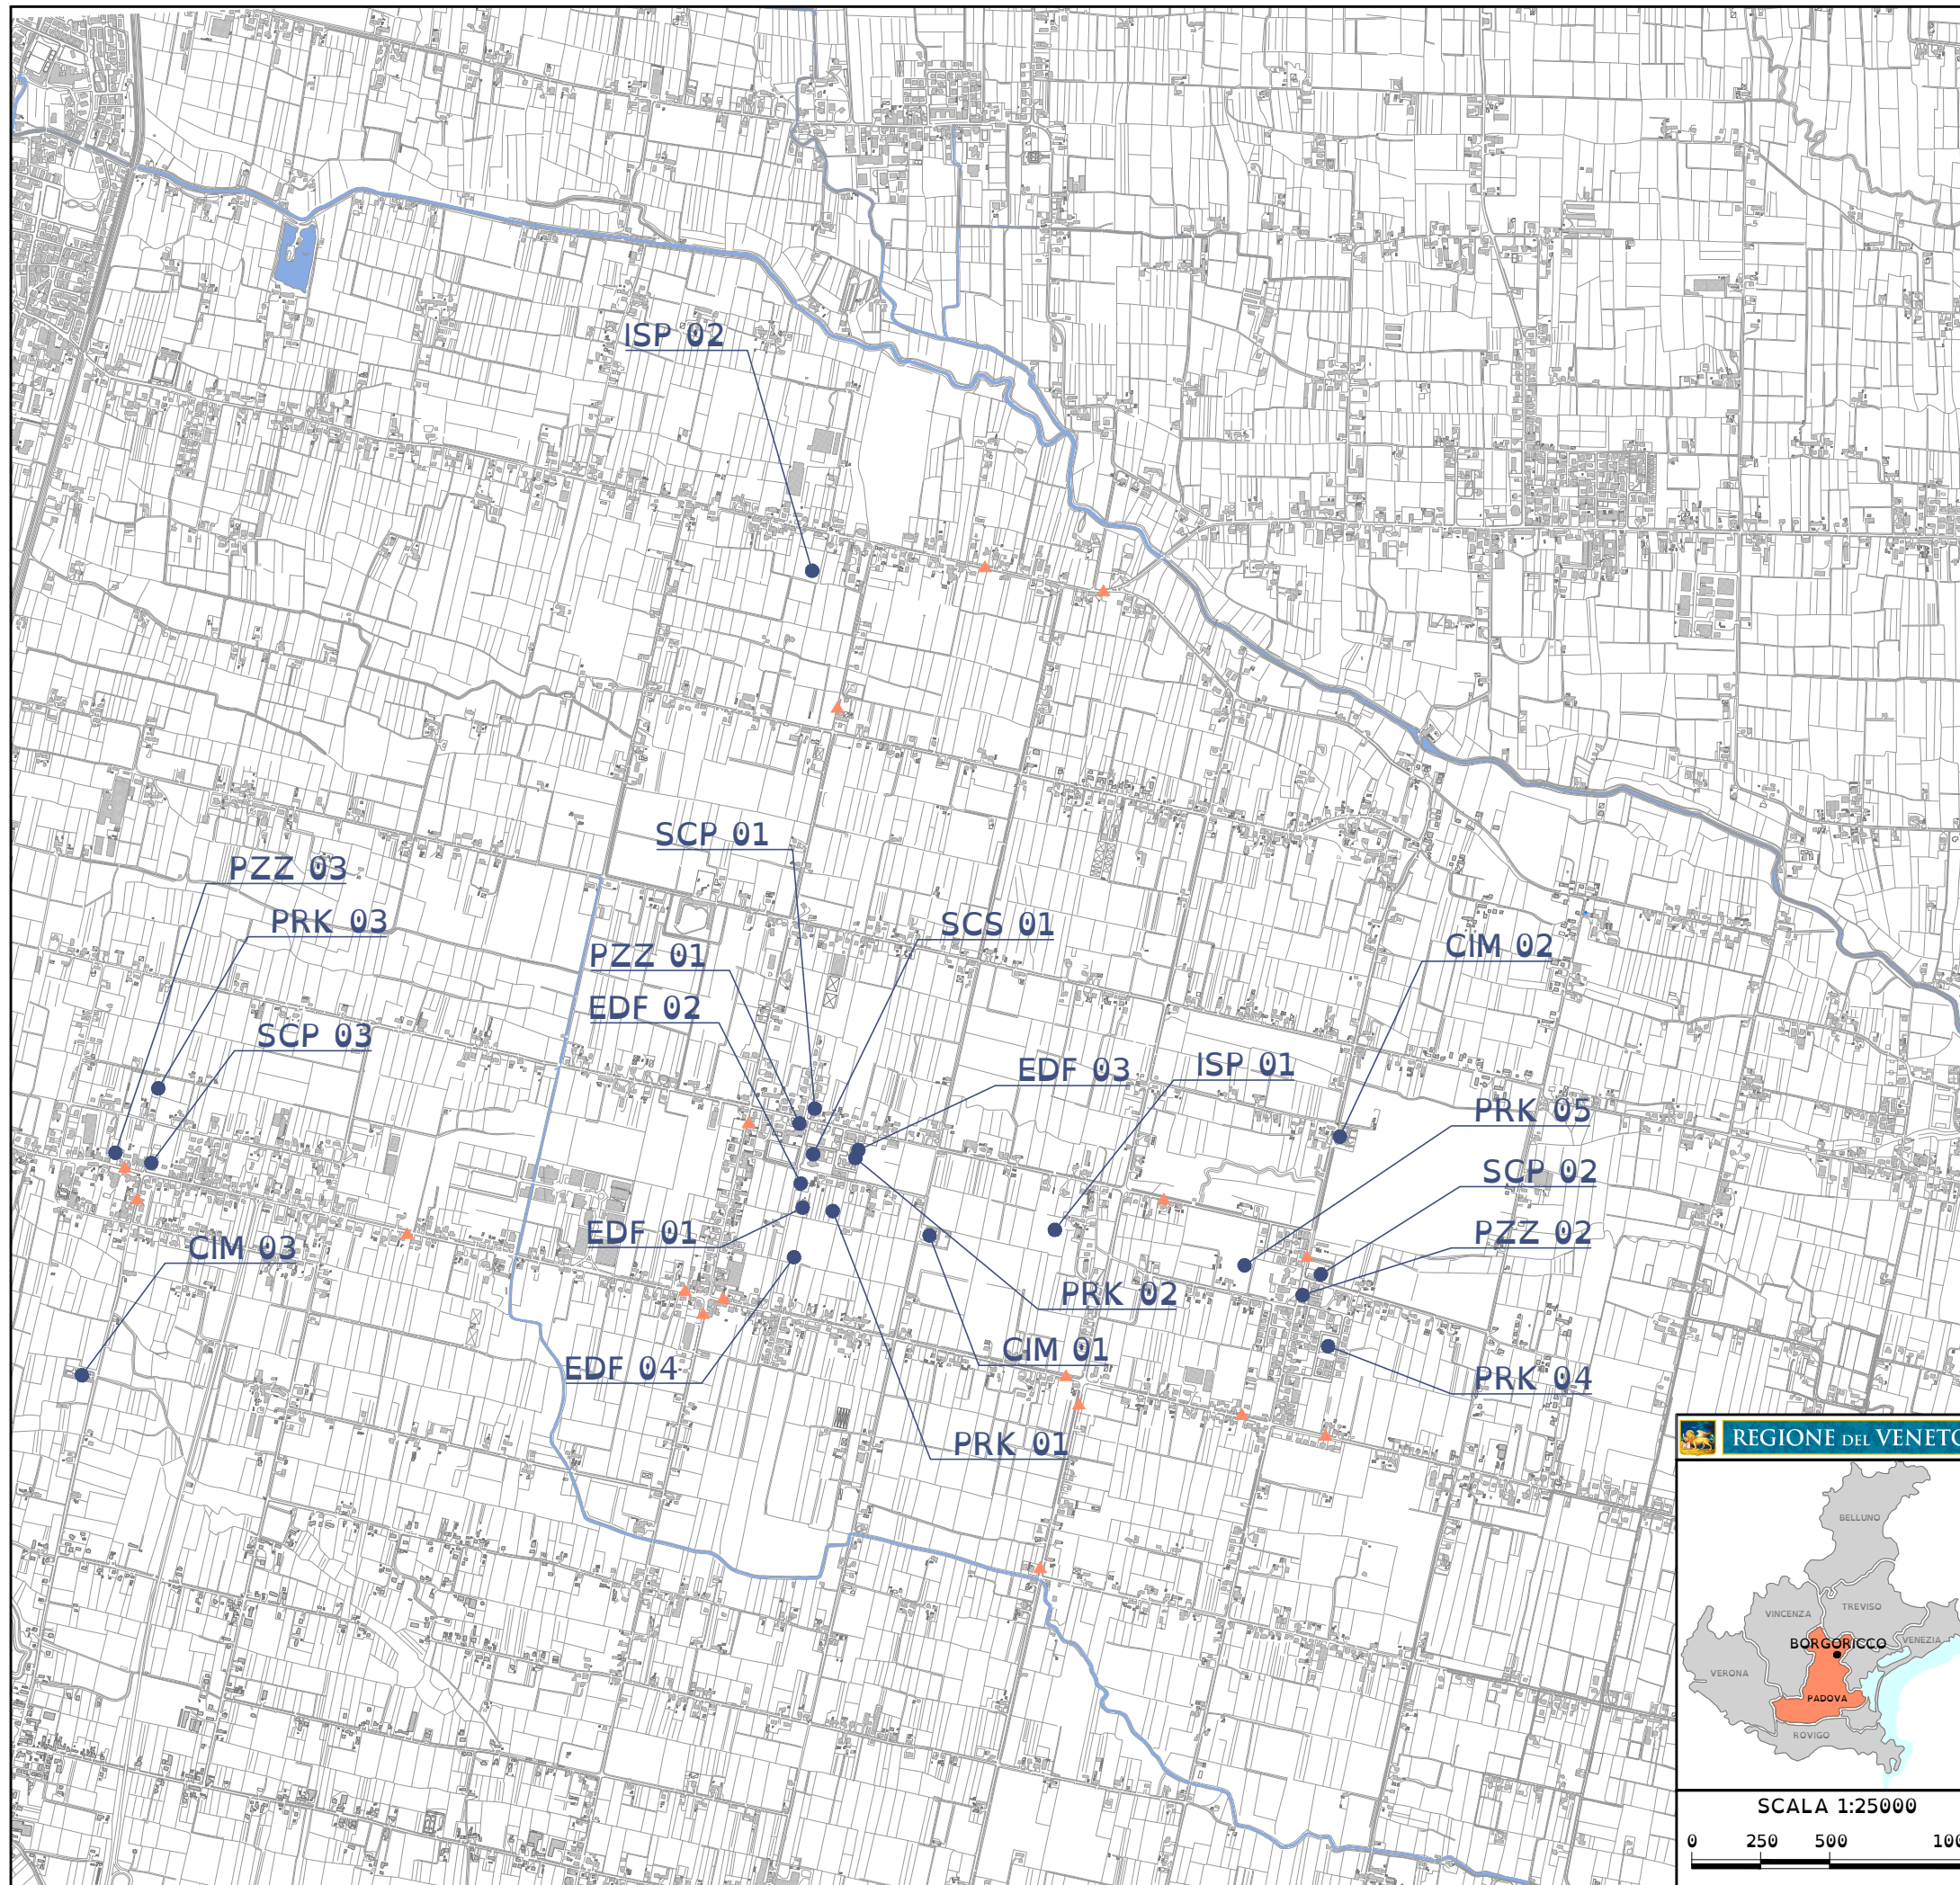 ISP 02
SCP 01
PZZ 03
PRK 03
SCS 01
PZZ 01
CIM 02
EDF 02
SCP 03
EDF 03
ISP 01
PRK 05
SCP 02
EDF 01
PZZ 02
CIM 03
PRK 02
CIM 01
EDF 04
PRK 04
PRK 01
REGIONE DEL VENETO
BELLUNO
VINCENZA
TREVISO
BORGORICCO
VENEZIA
VERONA
PADOVA
ROVIGO
SCALA 1:25000
0 250 500 100